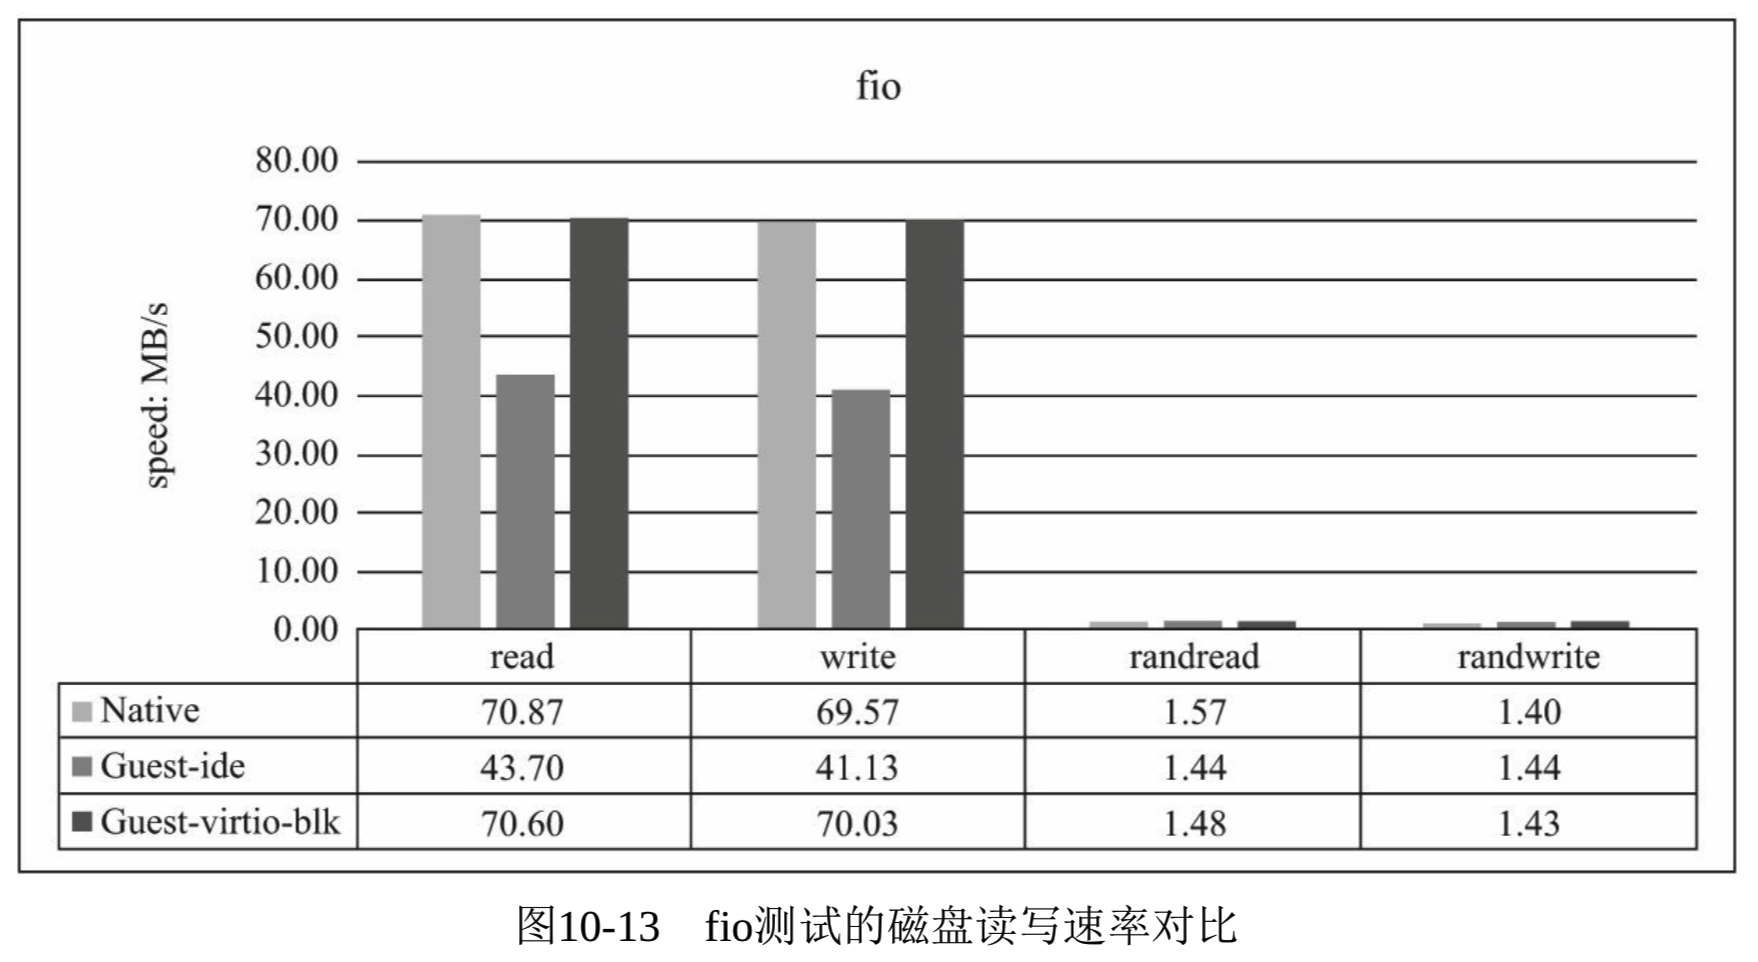 fio
speed: MB/s
80.00
70.00
60.00
50.00
40.00
30.00
20.00
10.00
0.00
read write randread randwrite
Native 70.87 69.57 1.57 1.40
Guest-ide 43.70 41.13 1.44 1.44
Guest-virtio-blk 70.60 70.03 1.48 1.43
图10-13 fio测试的磁盘读写速率对比